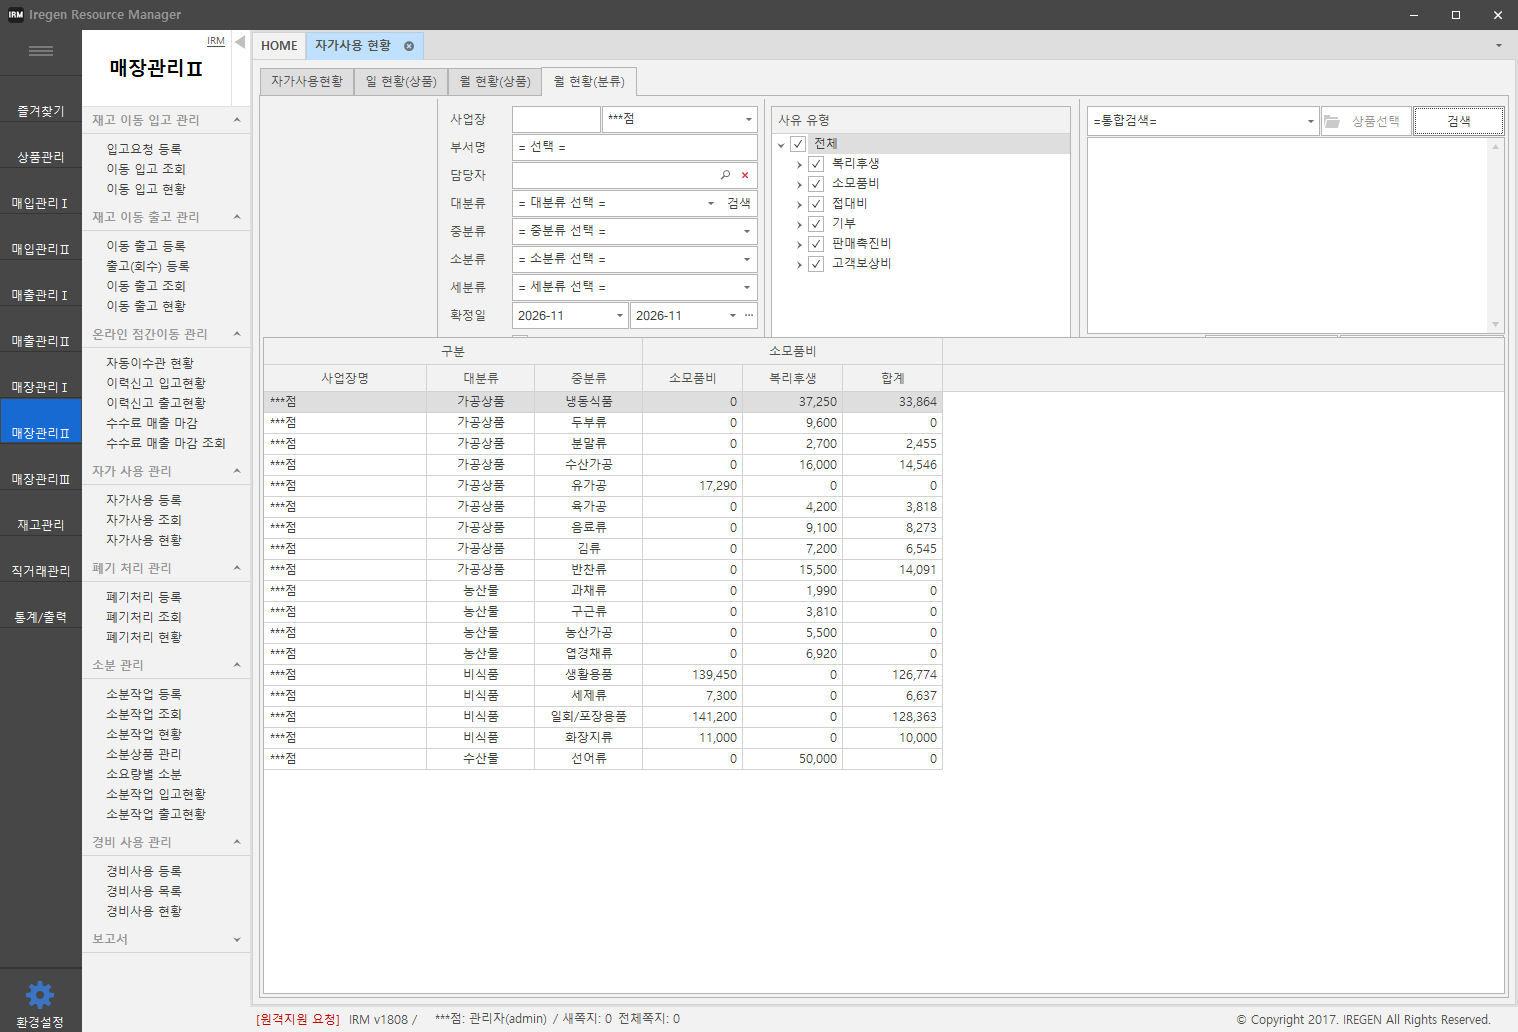 IRM Iregen Resource Manager
즐겨찾기
상품관리
매입관리Ⅰ
매입관리Ⅱ
매출관리Ⅰ
매출관리Ⅱ
매장관리Ⅰ
매장관리Ⅱ
매장관리Ⅲ
재고관리
직거래관리
통계/출력
환경설정
IRM
매장관리Ⅱ
재고 이동 입고 관리
입고요청 등록
이동 입고 조회
이동 입고 현황
재고 이동 출고 관리
이동 출고 등록
출고(회수) 등록
이동 출고 조회
이동 출고 현황
온라인 점간이동 관리
자동이수관 현황
이력신고 입고현황
이력신고 출고현황
수수료 매출 마감
수수료 매출 마감 조회
자가 사용 관리
자가사용 등록
자가사용 조회
자가사용 현황
폐기 처리 관리
폐기처리 등록
폐기처리 조회
폐기처리 현황
소분 관리
소분작업 등록
소분작업 조회
소분작업 현황
소분상품 관리
소요량별 소분
소분작업 입고현황
소분작업 출고현황
경비 사용 관리
경비사용 등록
경비사용 목록
경비사용 현황
보고서
HOME 자가사용 현황
자가사용현황 일 현황(상품) 월 현황(상품) 월 현황(분류)
사업장 ***점
부서명 = 선택 =
담당자
대분류 = 대분류 선택 = 검색
중분류 = 중분류 선택 =
소분류 = 소분류 선택 =
세분류 = 세분류 선택 =
확정일 2026-11 2026-11 ...
사유 유형
전체
복리후생
소모품비
접대비
기부
판매촉진비
고객보상비
=통합검색= 상품선택 검색
구분 소모품비
사업장명 대분류 중분류 소모품비 복리후생 합계
***점 가공상품 냉동식품 0 37,250 33,864
***점 가공상품 두부류 0 9,600 0
***점 가공상품 분말류 0 2,700 2,455
***점 가공상품 수산가공 0 16,000 14,546
***점 가공상품 유가공 17,290 0 0
***점 가공상품 육가공 0 4,200 3,818
***점 가공상품 음료류 0 9,100 8,273
***점 가공상품 김류 0 7,200 6,545
***점 가공상품 반찬류 0 15,500 14,091
***점 농산물 과채류 0 1,990 0
***점 농산물 구근류 0 3,810 0
***점 농산물 농산가공 0 5,500 0
***점 농산물 엽경채류 0 6,920 0
***점 비식품 생활용품 139,450 0 126,774
***점 비식품 세제류 7,300 0 6,637
***점 비식품 일회/포장용품 141,200 0 128,363
***점 비식품 화장지류 11,000 0 10,000
***점 수산물 선어류 0 50,000 0
[원격지원 요청] IRM v1808 / ***점: 관리자(admin) / 새쪽지: 0 전체쪽지: 0
© Copyright 2017. IREGEN All Rights Reserved.